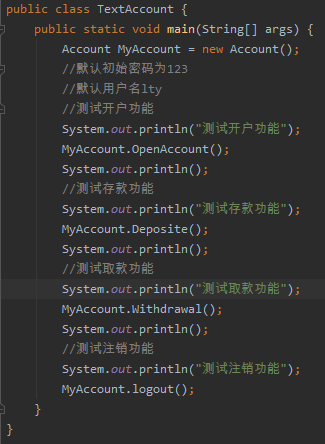 public class TextAccount {
public static void main(String[] args) {
Account MyAccount = new Account();
//默认初始密码为123
//默认用户名lty
//测试开户功能
System.out.println("测试开户功能");
MyAccount.OpenAccount();
System.out.println();
//测试存款功能
System.out.println("测试存款功能");
MyAccount.Deposite();
System.out.println();
//测试取款功能
System.out.println("测试取款功能");
MyAccount.Withdrawal();
System.out.println();
//测试注销功能
System.out.println("测试注销功能");
MyAccount.logout();
}
}